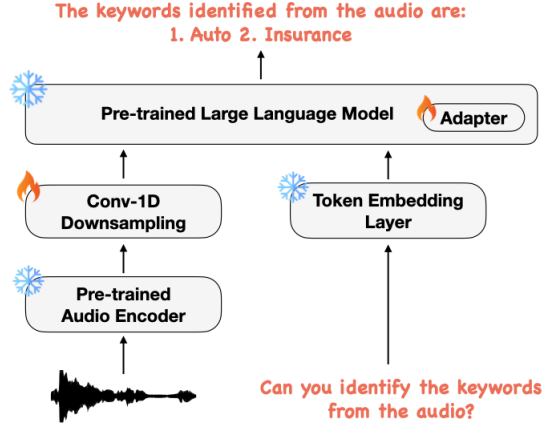 The keywords identified from the audio are:
1. Auto 2. Insurance
Pre-trained Large Language Model
Adapter
Conv-1D
Downsampling
Token Embedding
Layer
Pre-trained
Audio Encoder
Can you identify the keywords
from the audio?